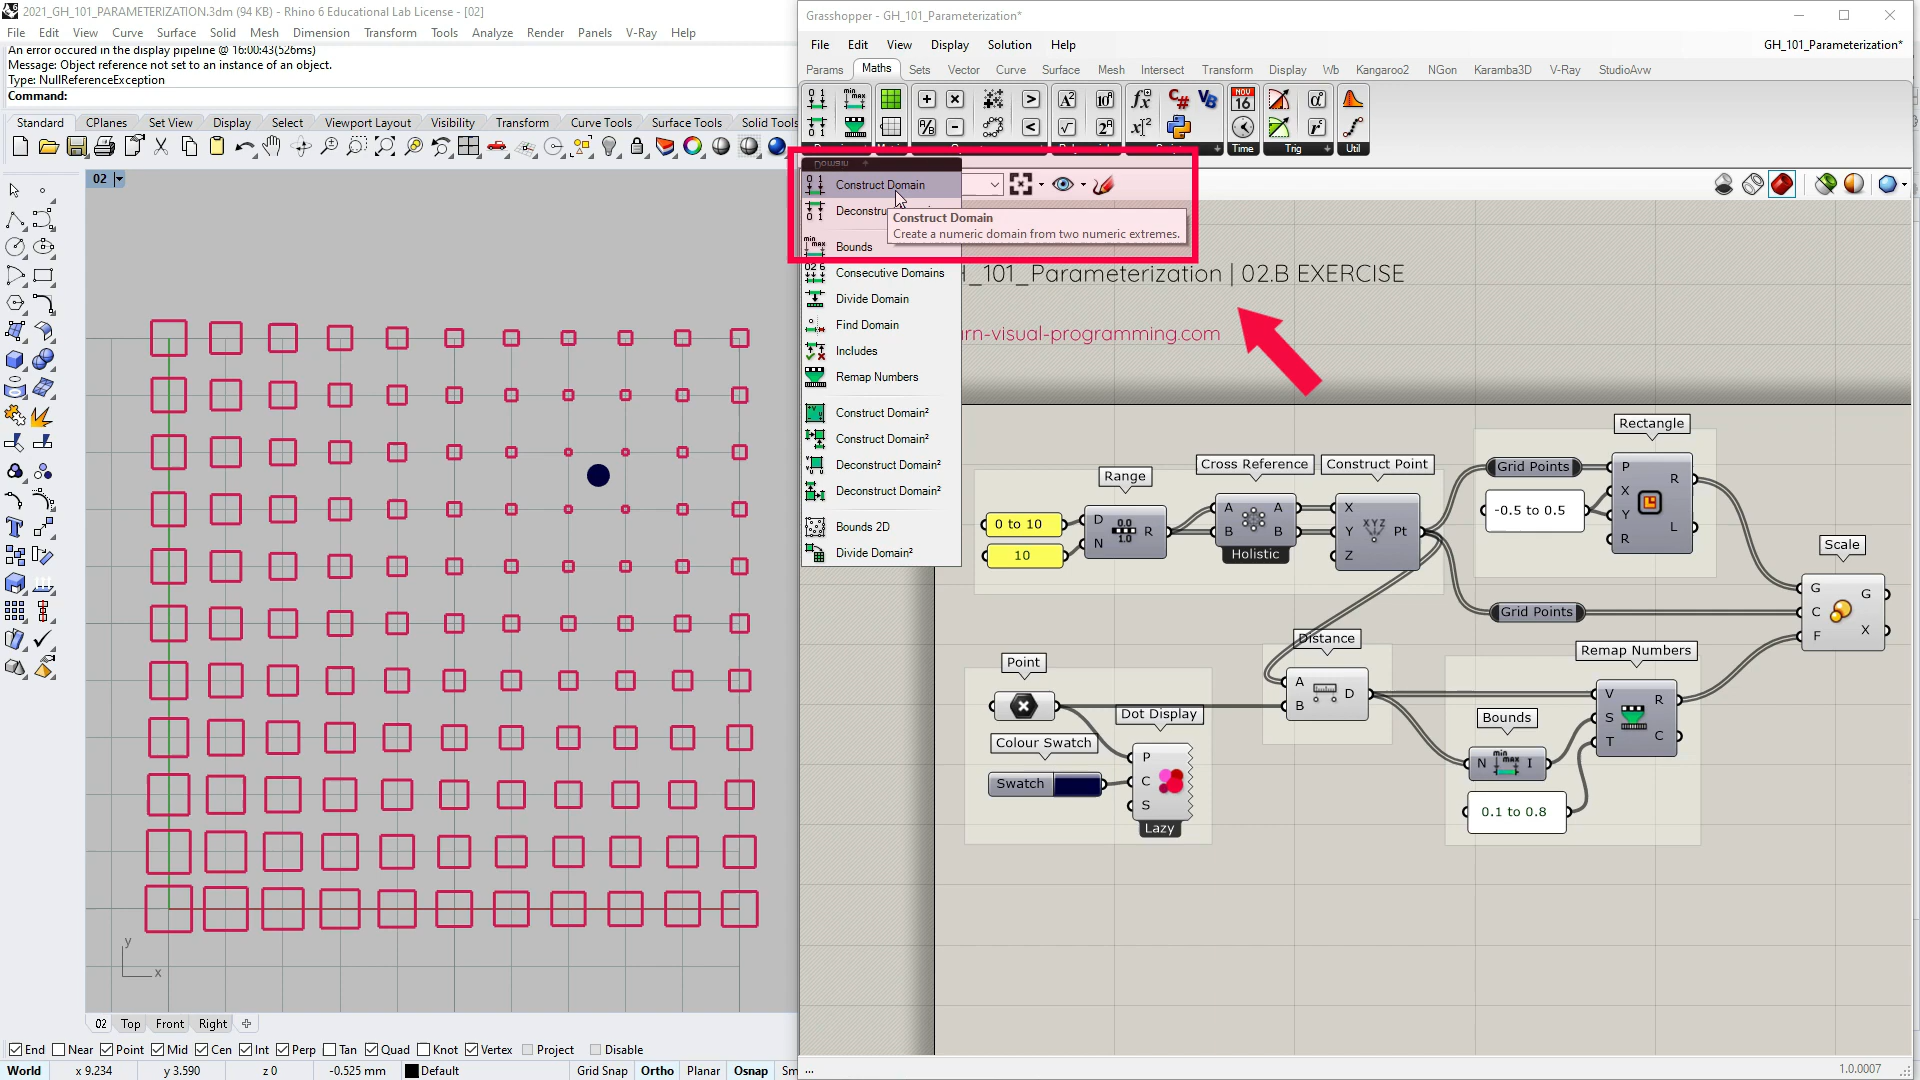 2021_GH_101_PARAMETERIZATION.3dm (94 KB) - Rhino 6 Educational Lab License - [02]
File Edit View Curve Surface Solid Mesh Dimension Transform Tools Analyze Render Panels V-Ray Help
An error occured in the display pipeline @ 16:00:43(526ms)
Message: Object reference not set to an instance of an object.
Type: NullReferenceException
Command:
Standard CPlanes Set View Display Select Viewport Layout Visibility Transform Curve Tools Surface Tools Solid Tools
02
y
x
02 Top Front Right
End Near Point Mid Cen Int Perp Tan Quad Knot Vertex Project Disable
World x 9.234 y 3.590 z 0 -0.525 mm Default Grid Snap Ortho Planar Osnap Sm
Grasshopper - GH_101_Parameterization*
File Edit View Display Solution Help
GH_101_Parameterization*
Params Maths Sets Vector Curve Surface Mesh Intersect Transform Display Wb Kangaroo2 NGon Karamba3D V-Ray StudioAvw
Time Trig Util
Domain
Construct Domain
Deconstru
Construct Domain
Create a numeric domain from two numeric extremes.
Bounds
Consecutive Domains
Divide Domain
Find Domain
Includes
Remap Numbers
Construct Domain²
Construct Domain²
Deconstruct Domain²
Deconstruct Domain²
Bounds 2D
Divide Domain²
H_101_Parameterization | 02.B EXERCISE
rn-visual-programming.com
Range
0 to 10
10
D
N
R
Cross Reference
A
B
A
B
Holistic
Construct Point
X
Y
Z
XYZ
Pt
Rectangle
Grid Points
-0.5 to 0.5
P
X
Y
R
R
L
Grid Points
Scale
G
C
F
G
X
Point
Colour Swatch
Swatch
Dot Display
P
C
S
Lazy
Distance
A
B
D
Bounds
N
min
max
I
0.1 to 0.8
Remap Numbers
V
S
T
R
C
...
1.0.0007